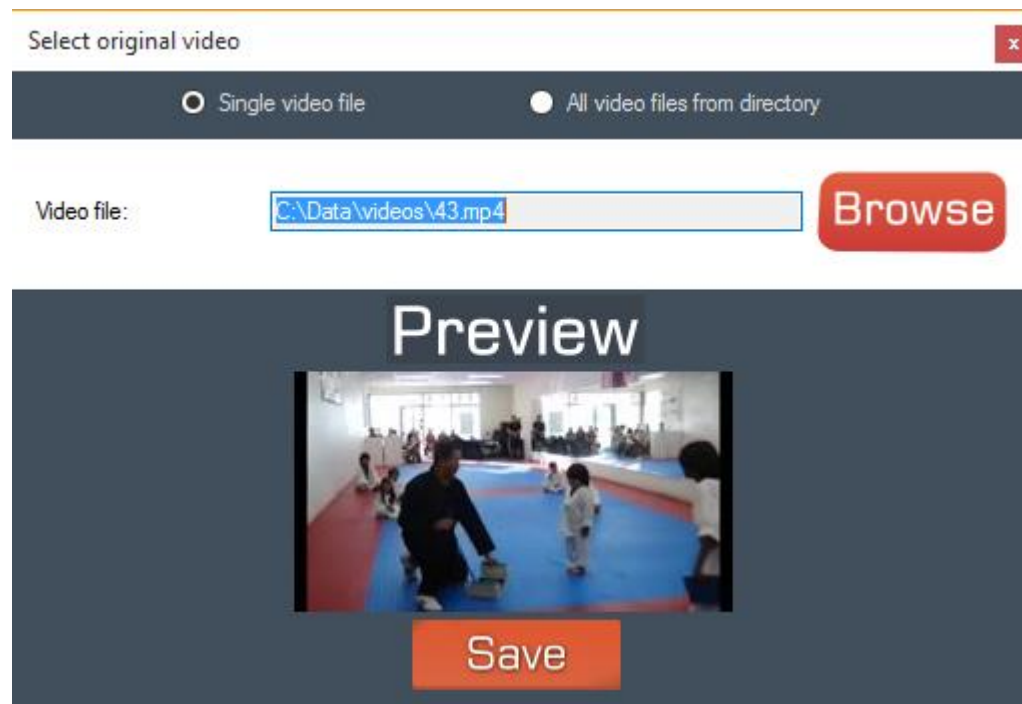 Select original video
x
Single video file
All video files from directory
Video file:
C:\Data\videos\43.mp4
Browse
Preview
Save